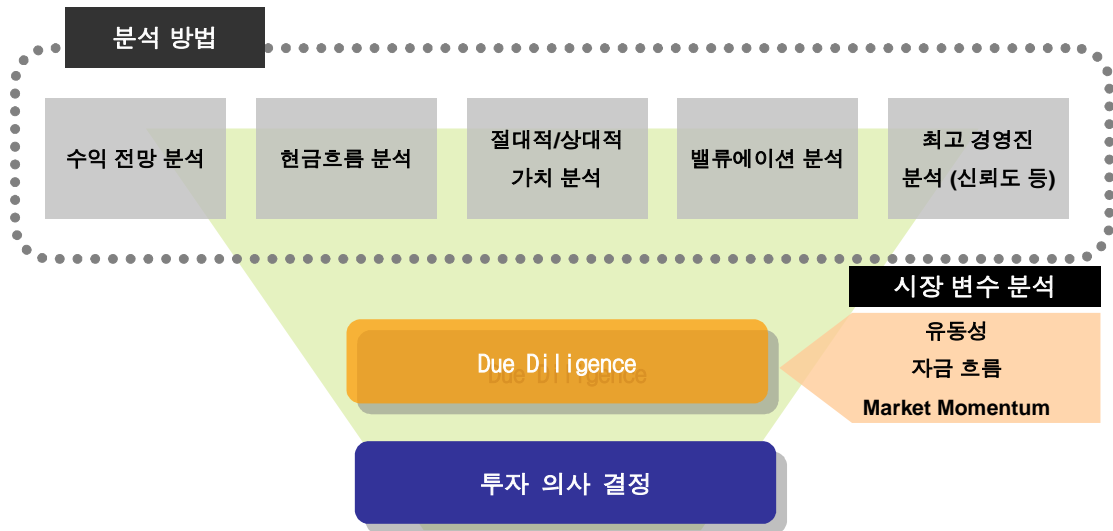 분석 방법
수익 전망 분석
현금흐름 분석
절대적/상대적
가치 분석
밸류에이션 분석
최고 경영진
분석 (신뢰도 등)
시장 변수 분석
유동성
자금 흐름
Market Momentum
Due Diligence
투자 의사 결정